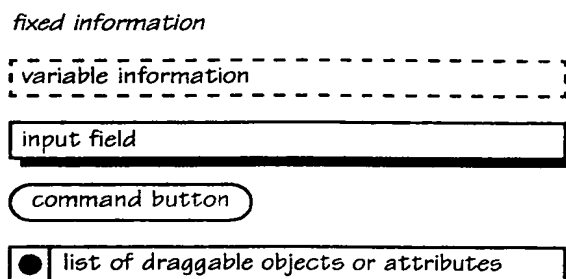 fixed information
variable information
input field
command button
list of draggable objects or attributes